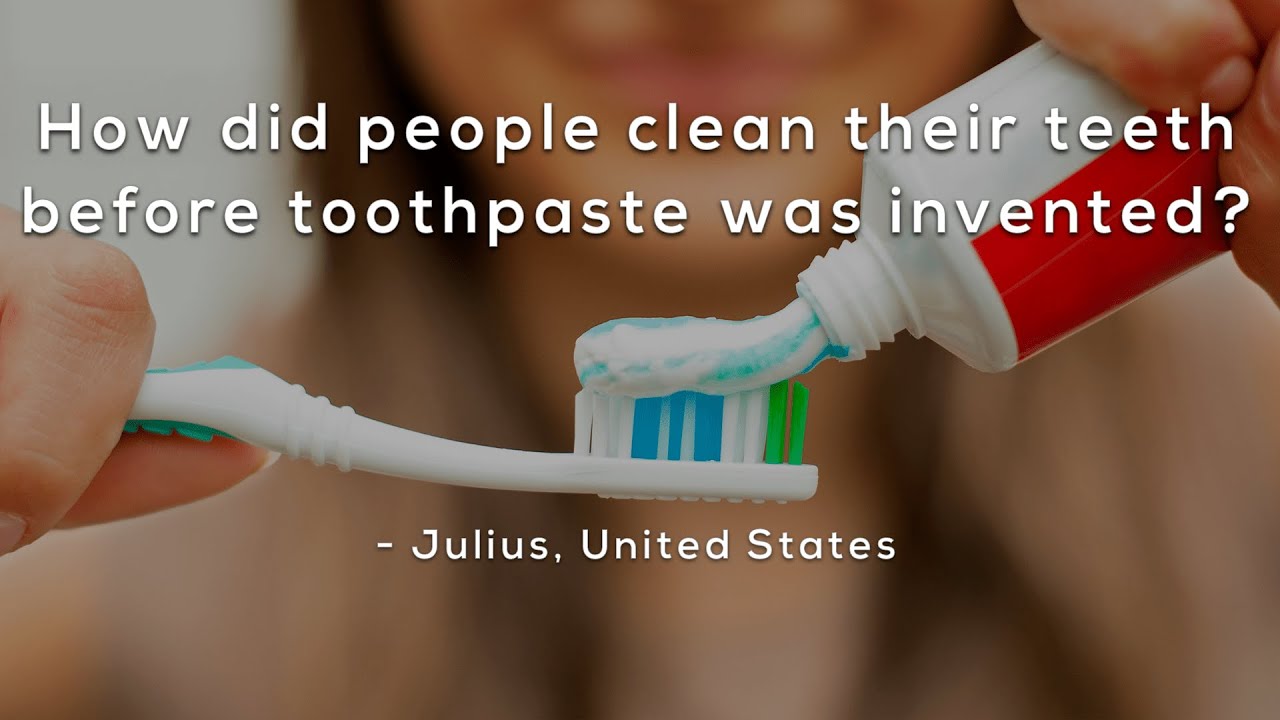 How did people clean their teeth
before toothpaste was invented?
- Julius, United States